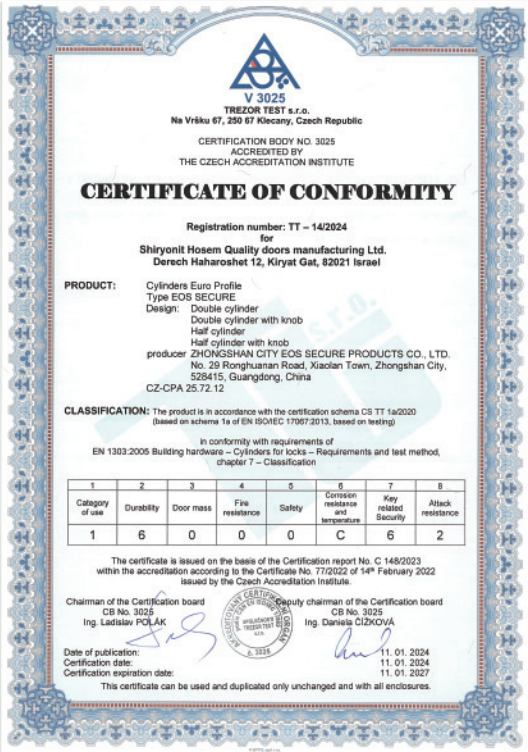 V 3025
TREZOR TEST s.r.o.
Na Vršku 67, 250 67 Klecany, Czech Republic
CERTIFICATION BODY NO. 3025
ACCREDITED BY
THE CZECH ACCREDITATION INSTITUTE
CERTIFICATE OF CONFORMITY
Registration number: TT – 14/2024
for
Shiryonit Hosem Quality doors manufacturing Ltd.
Derech Haharoshet 12, Kiryat Gat, 82021 Israel
PRODUCT: Cylinders Euro Profile
Type EOS SECURE
Design: Double cylinder
Double cylinder with knob
Half cylinder
Half cylinder with knob
producer ZHONGSHAN CITY EOS SECURE PRODUCTS CO., LTD.
No. 29 Ronghuanan Road, Xiaolan Town, Zhongshan City,
528415, Guangdong, China
CZ-CPA 25.72.12
CLASSIFICATION: The product is in accordance with the certification schema CS TT 1a/2020
(based on schema 1a of EN ISO/IEC 17067:2013, based on testing)
in conformity with requirements of
EN 1303:2005 Building hardware – Cylinders for locks – Requirements and test method,
chapter 7 – Classification
1 2 3 4 5 6 7 8
Category of use Durability Door mass Fire resistance Safety Corrosion resistance and temperature Key related Security Attack resistance
1 6 0 0 0 C 6 2
The certificate is issued on the basis of the Certification report No. C 148/2023
within the accreditation according to the Certificate No. 77/2022 of 14th February 2022
issued by the Czech Accreditation Institute.
Chairman of the Certification board Deputy chairman of the Certification board
CB No. 3025 CB No. 3025
Ing. Ladislav POLÁK Ing. Daniela ČÍŽKOVÁ
AKREDITOVANÝ CERTIFIKAČNÍ ORGÁN
SPOLEČNOSTI
TREZOR TEST
s.r.o.
č. 3025
Date of publication: 11. 01. 2024
Certification date: 11. 01. 2024
Certification expiration date: 11. 01. 2027
This certificate can be used and duplicated only unchanged and with all enclosures.